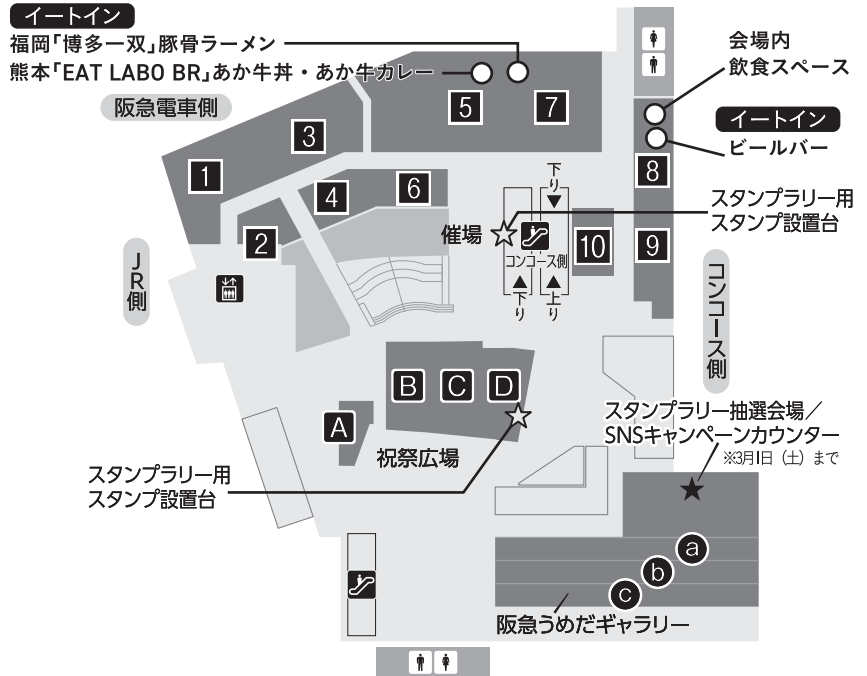 イートイン
福岡「博多一双」豚骨ラーメン
熊本「EAT LABO BR」あか牛丼・あか牛カレー
阪急電車側
会場内
飲食スペース
イートイン
ビールバー
1
3
5
7
8
4
6
2
スタンプラリー用
スタンプ設置台
催場
下り
コンコース側
下り
上り
10
9
JR側
コンコース側
A
B
C
D
祝祭広場
スタンプラリー抽選会場／
SNSキャンペーンカウンター
※3月1日（土）まで
スタンプラリー用
スタンプ設置台
a
b
c
阪急うめだギャラリー